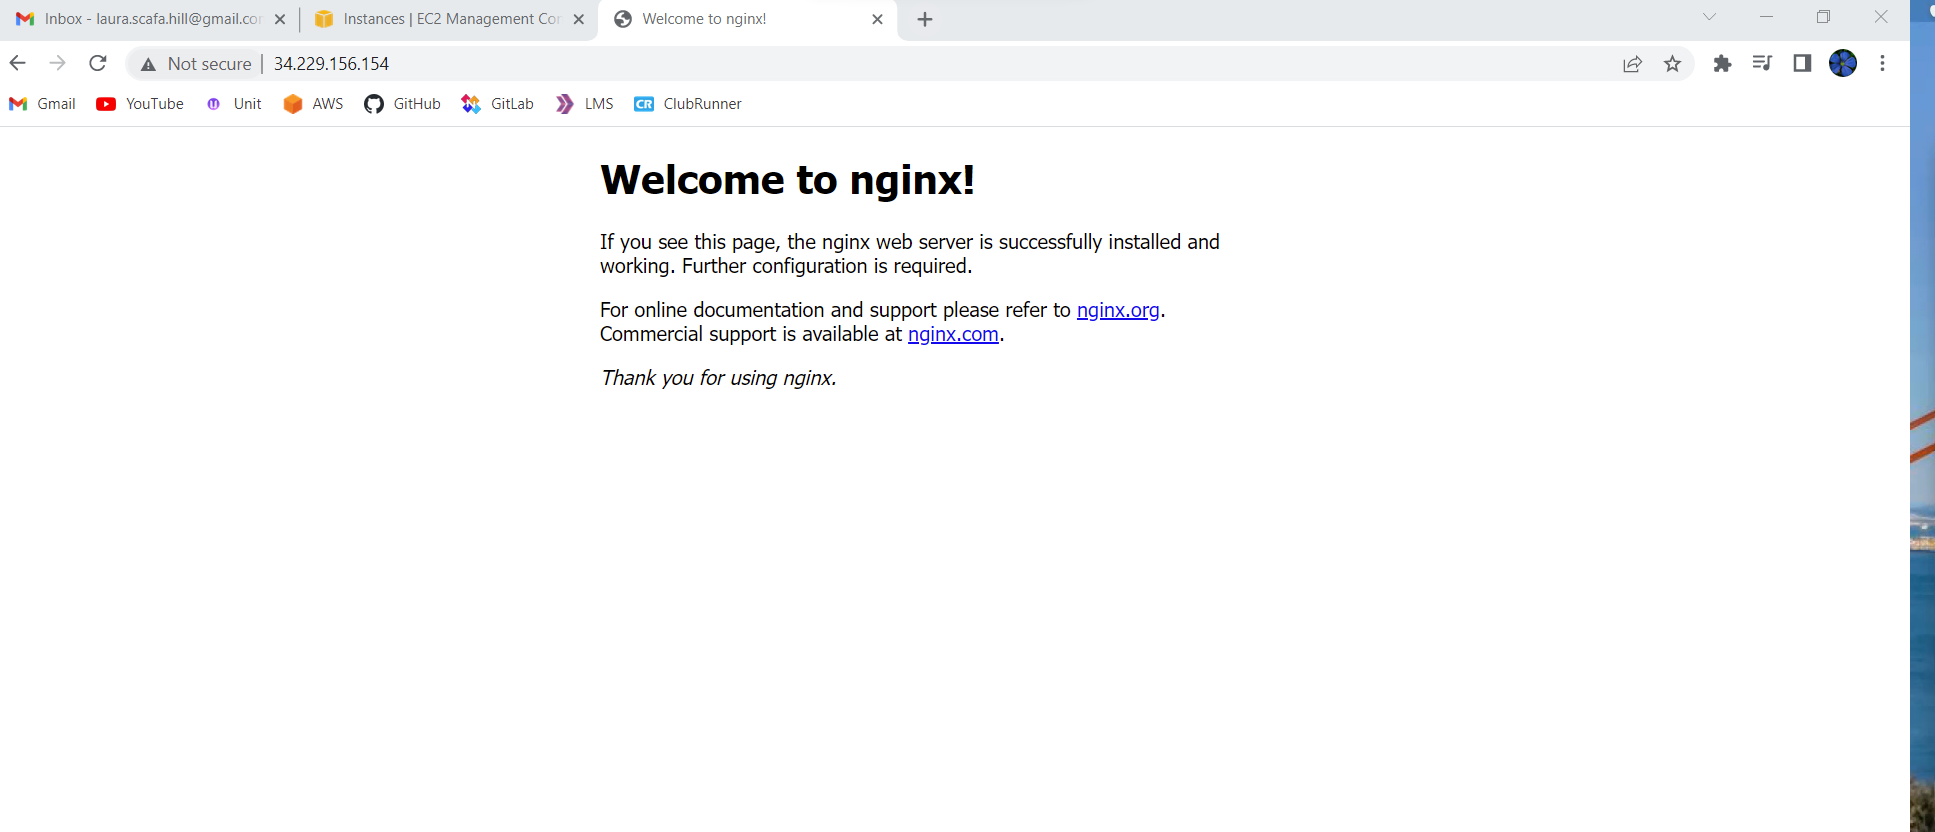 Inbox - laura.scafa.hill@gmail.cor
Instances | EC2 Management Cor
Welcome to nginx!
Not secure | 34.229.156.154
Gmail YouTube Unit AWS GitHub GitLab LMS CR ClubRunner
Welcome to nginx!
If you see this page, the nginx web server is successfully installed and
working. Further configuration is required.
For online documentation and support please refer to nginx.org.
Commercial support is available at nginx.com.
Thank you for using nginx.